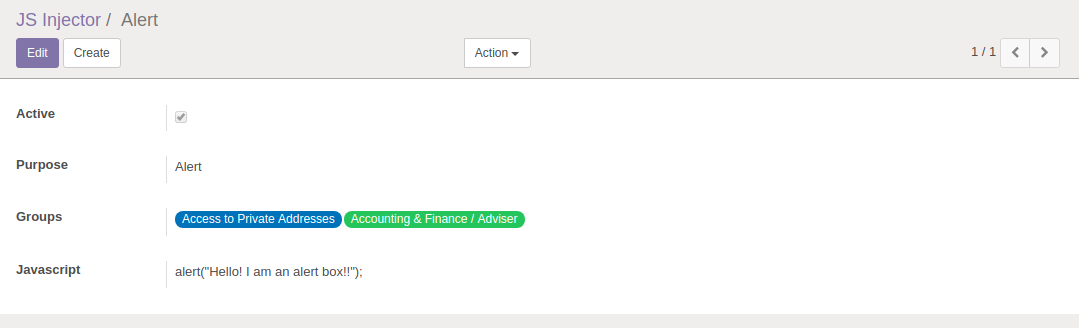 JS Injector / Alert
Edit Create Action 1 / 1
Active
Purpose Alert
Groups Access to Private Addresses Accounting & Finance / Adviser
Javascript alert("Hello! I am an alert box!!");